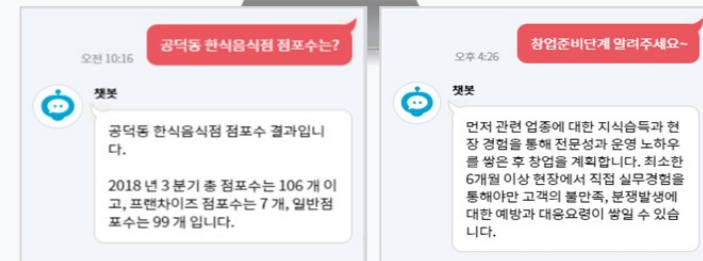 공덕동 한식음식점 점포수는?
오전 10:16
챗봇
공덕동 한식음식점 점포수 결과입니
다.
2018 년 3 분기 총 점포수는 106 개 이
고, 프랜차이즈 점포수는 7 개, 일반점
포수는 99 개 입니다.
창업준비단계 알려주세요~
오후 4:26
챗봇
먼저 관련 업종에 대한 지식습득과 현
장 경험을 통해 전문성과 운영 노하우
를 쌓은 후 창업을 계획합니다. 최소한
6개월 이상 현장에서 직접 실무경험을
통해야만 고객의 불만족, 분쟁발생에
대한 예방과 대응요령이 쌓일 수 있습
니다.